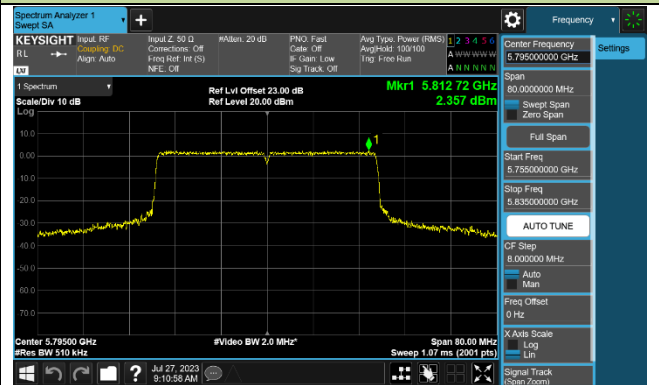 Spectrum Analyzer 1
Swept SA
Frequency
KEYSIGHT
RL
LXI
Input: RF
Coupling: DC
Align: Auto
Input Z: 50 Ω
Corrections: Off
Freq Ref: Int (S)
NFE: Off
#Atten: 20 dB
PNO: Fast
Gate: Off
IF Gain: Low
Sig Track: Off
Avg Type: Power (RMS)
Avg|Hold: 100/100
Trig: Free Run
1 2 3 4 5 6
A W W W W W
A N N N N N
1 Spectrum
Scale/Div 10 dB
Log
Ref Lvl Offset 23.00 dB
Ref Level 20.00 dBm
Mkr1 5.812 72 GHz
2.357 dBm
1
10.0
0.00
-10.0
-20.0
-30.0
-40.0
-50.0
-60.0
-70.0
Center 5.79500 GHz
#Res BW 510 kHz
#Video BW 2.0 MHz*
Span 80.00 MHz
Sweep 1.07 ms (2001 pts)
Jul 27, 2023
9:10:58 AM
Center Frequency
5.795000000 GHz
Settings
Span
80.0000000 MHz
Swept Span
Zero Span
Full Span
Start Freq
5.755000000 GHz
Stop Freq
5.835000000 GHz
AUTO TUNE
CF Step
8.000000 MHz
Auto
Man
Freq Offset
0 Hz
X Axis Scale
Log
Lin
Signal Track
(Span Zoom)